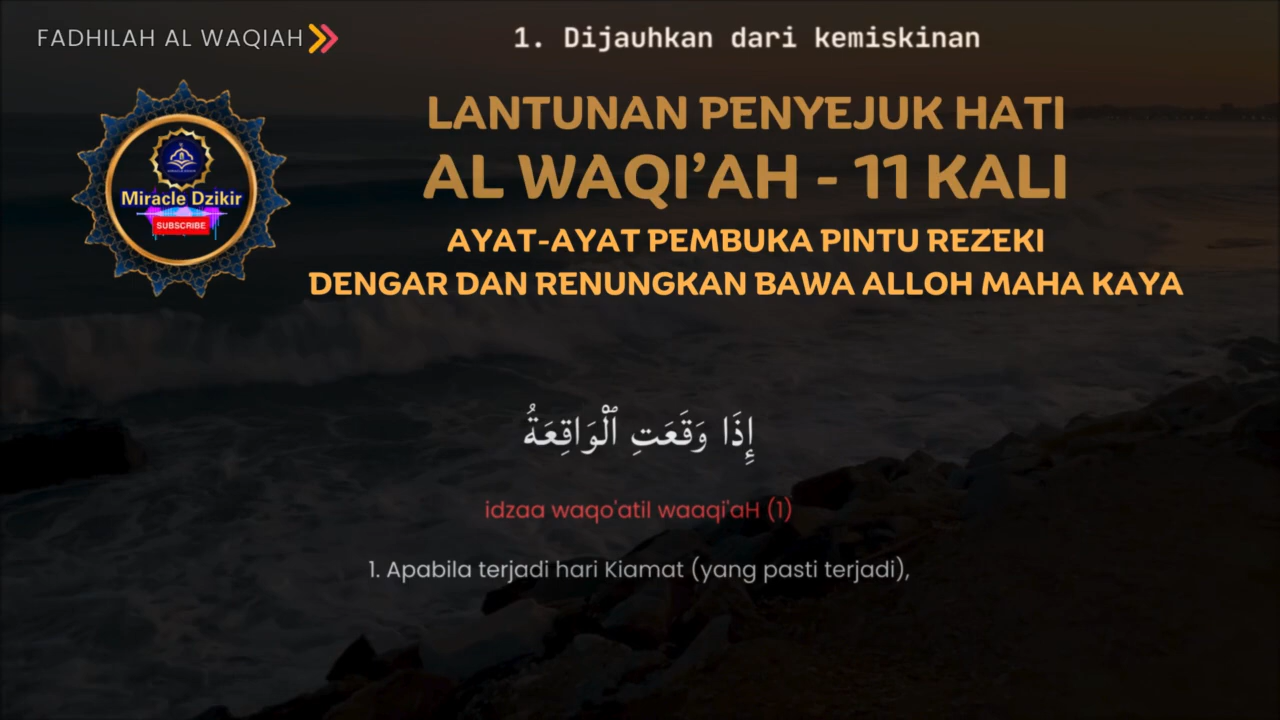 FADHILAH AL WAQIAH
1. Dijauhkan dari kemiskinan
LANTUNAN PENYEJUK HATI
AL WAQI'AH - 11 KALI
AYAT-AYAT PEMBUKA PINTU REZEKI
DENGAR DAN RENUNGKAN BAWA ALLOH MAHA KAYA
Miracle Dzikir
SUBSCRIBE
إِذَا وَقَعَتِ ٱلْوَاقِعَةُ
idzaa waqo'atil waaqi'aH (1)
1. Apabila terjadi hari Kiamat (yang pasti terjadi),